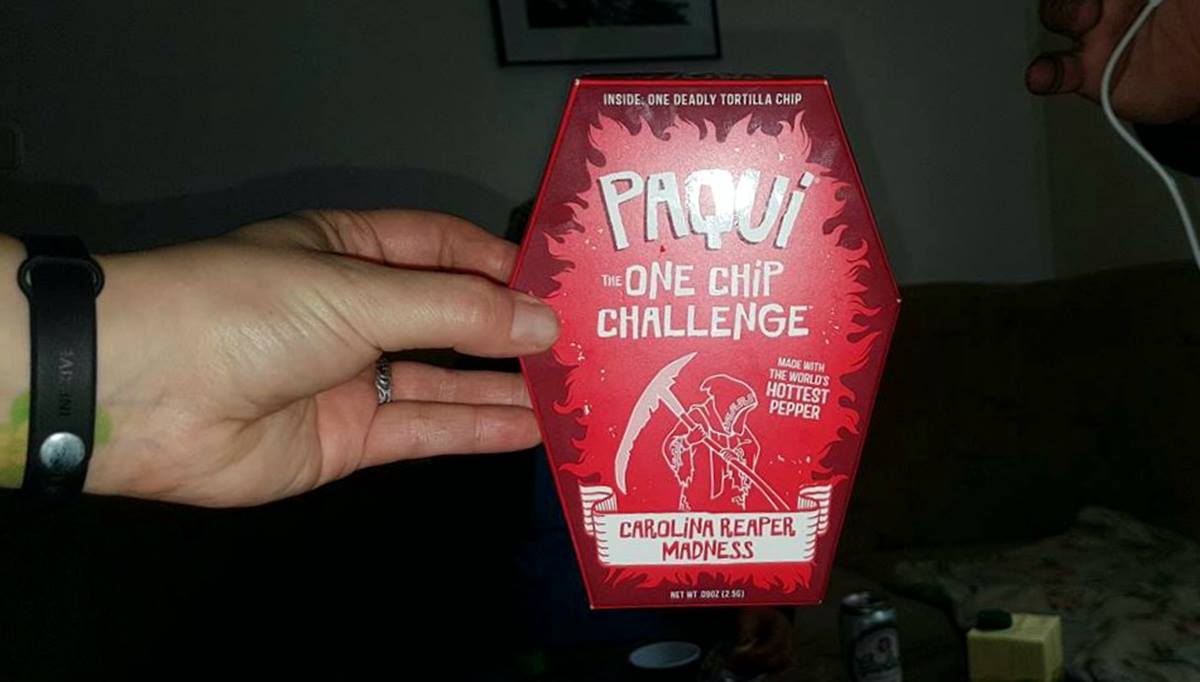 INSIDE: ONE DEADLY TORTILLA CHIP
PAQUI
THE ONE CHIP
CHALLENGE
MADE WITH
THE WORLD'S
HOTTEST
PEPPER
CAROLINA REAPER
MADNESS
NET WT .09OZ (2.5G)